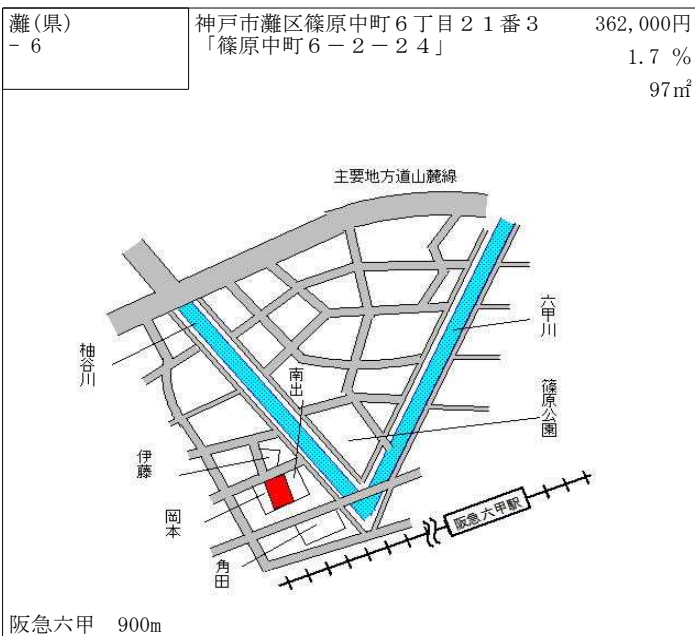 灘(県)
- 6
神戸市灘区篠原中町６丁目２１番３
「篠原中町６－２－２４」
362,000円
1.7 %
97㎡
主要地方道山麓線
六甲川
柚谷川
南出
篠原公園
伊藤
岡本
角田
阪急六甲駅
阪急六甲 900m